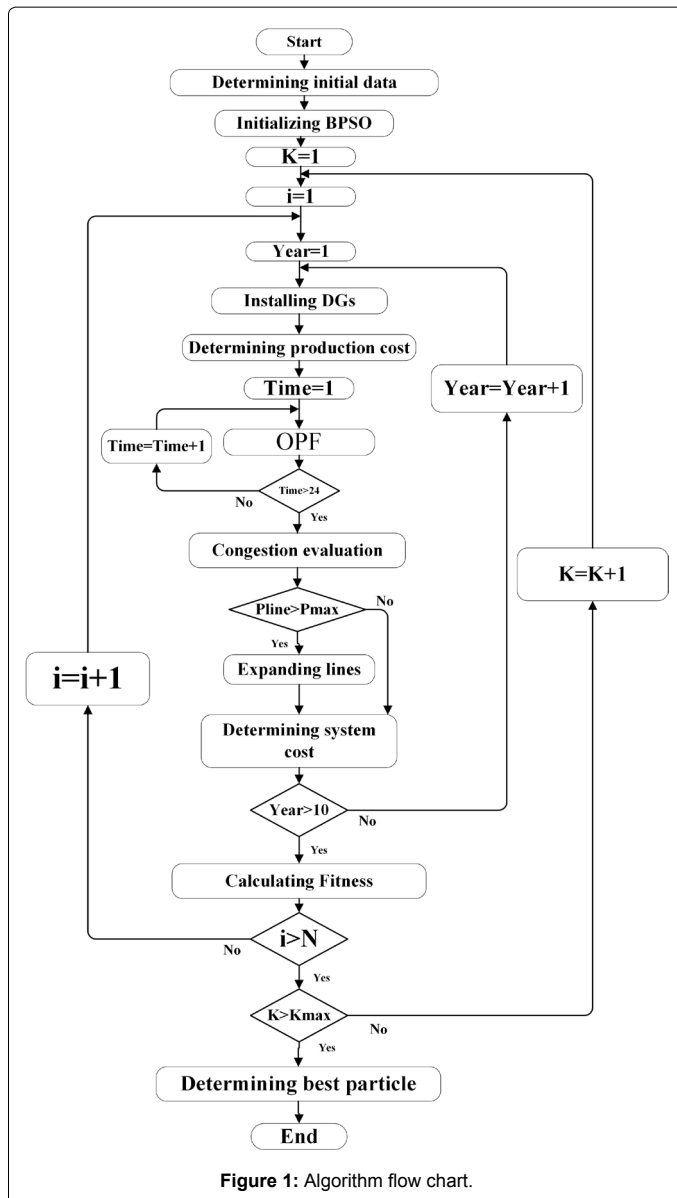 Start
Determining initial data
Initializing BPSO
K=1
i=1
Year=1
Installing DGs
Determining production cost
Time=1
Year=Year+1
Time=Time+1
OPF
Time>24
No
Yes
Congestion evaluation
K=K+1
Pline>Pmax
No
Yes
i=i+1
Expanding lines
Determining system
cost
Year>10
No
Yes
Calculating Fitness
i>N
No
Yes
K>Kmax
No
Yes
Determining best particle
End
Figure 1: Algorithm flow chart.